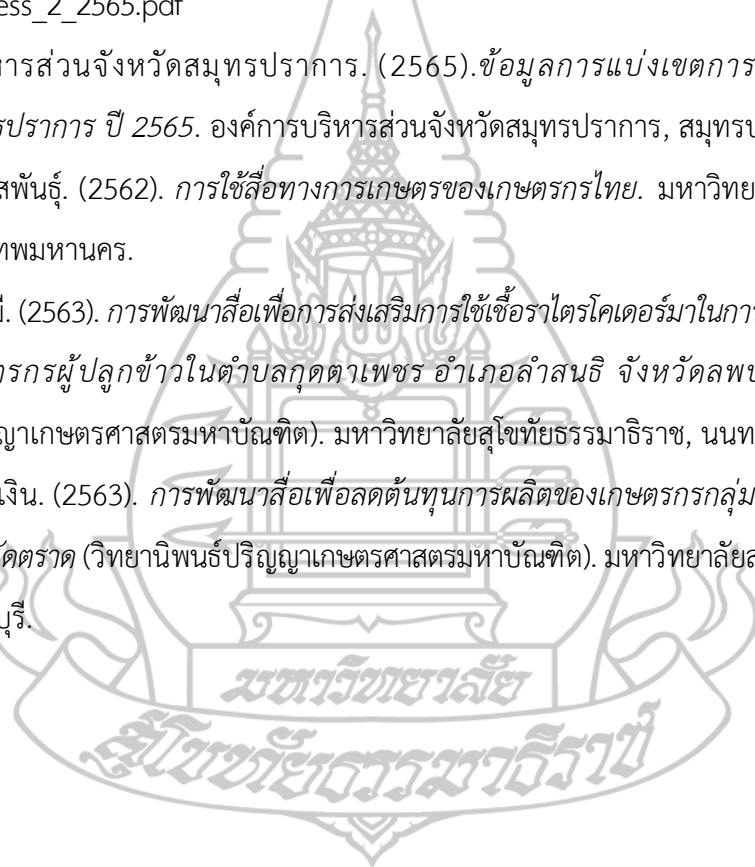 ess_2_2565.pdf
หารส่วนจังหวัดสมุทรปราการ. (2565).ข้อมูลการแบ่งเขตการ
รปราการ ปี 2565. องค์การบริหารส่วนจังหวัดสมุทรปราการ, สมุทรป
สพันธุ์. (2562). การใช้สื่อทางการเกษตรของเกษตรกรไทย. มหาวิทย
ทพมหานคร.
มี. (2563). การพัฒนาสื่อเพื่อการส่งเสริมการใช้เชื้อราไตรโคเดอร์มาในกา
ารกรผู้ปลูกข้าวในตำบลกุดตาเพชร อำเภอลำสนธิ จังหวัดลพบ
ญาเกษตรศาสตรมหาบัณฑิต). มหาวิทยาลัยสุโขทัยธรรมาธิราช, นนท
เงิน. (2563). การพัฒนาสื่อเพื่อลดต้นทุนการผลิตของเกษตรกรกลุ่ม
วัดตราด (วิทยานิพนธ์ปริญญาเกษตรศาสตรมหาบัณฑิต). มหาวิทยาลัยส
บุรี.
มหาวิทยาลัย
สุโขทัยธรรมาธิราช